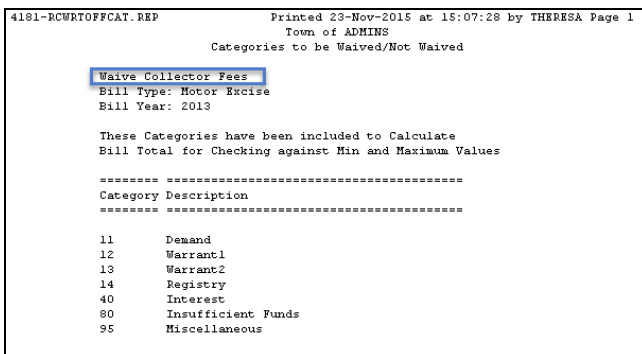 4181-RCWRTOFFCAT.REP Printed 23-Nov-2015 at 15:07:28 by THERESA Page 1
Town of ADMINS
Categories to be Waived/Not Waived
Waive Collector Fees
Bill Type: Motor Excise
Bill Year: 2013
These Categories have been included to Calculate
Bill Total for Checking against Min and Maximum Values
======== ========================================
Category Description
======== ========================================
11 Demand
12 Warrant1
13 Warrant2
14 Registry
40 Interest
80 Insufficient Funds
95 Miscellaneous